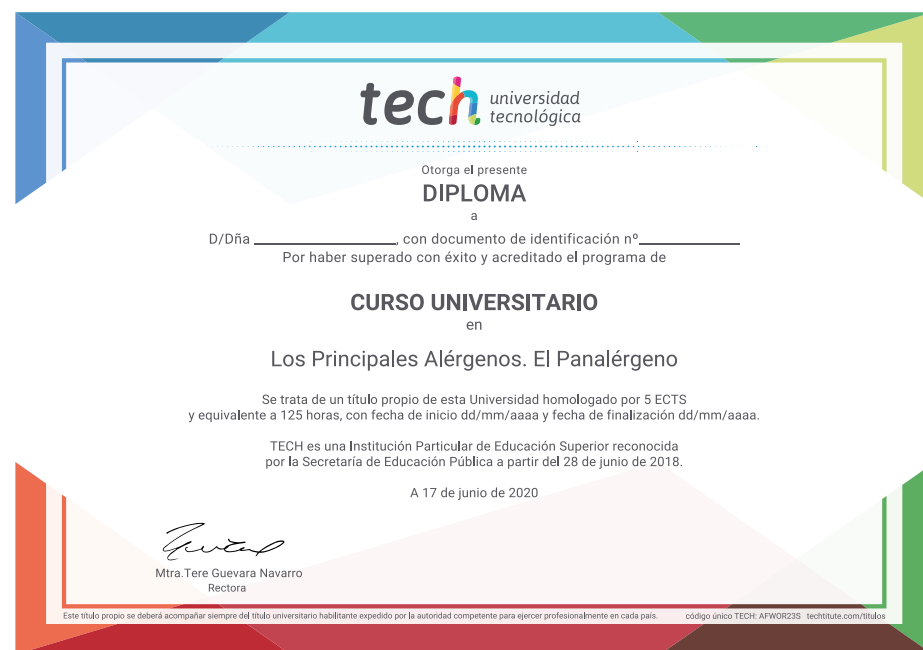 tech universidad
tecnológica
Otorga el presente
DIPLOMA
a
D/Dña ____________, con documento de identificación nº____________
Por haber superado con éxito y acreditado el programa de
CURSO UNIVERSITARIO
en
Los Principales Alérgenos. El Panalérgeno
Se trata de un título propio de esta Universidad homologado por 5 ECTS
y equivalente a 125 horas, con fecha de inicio dd/mm/aaaa y fecha de finalización dd/mm/aaaa.
TECH es una Institución Particular de Educación Superior reconocida
por la Secretaría de Educación Pública a partir del 28 de junio de 2018.
A 17 de junio de 2020
Mtra.Tere Guevara Navarro
Rectora
Este título propio se deberá acompañar siempre del título universitario habilitante expedido por la autoridad competente para ejercer profesionalmente en cada país. código único TECH: AFWOR23S techtitute.com/titulos